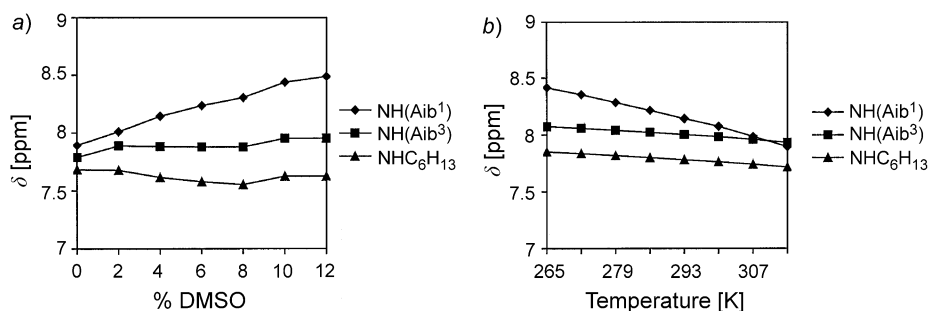 a)
9
8.5
8
7.5
7
δ [ppm]
0 2 4 6 8 10 12
% DMSO
NH(Aib¹)
NH(Aib³)
NHC₆H₁₃
b)
9
8.5
8
7.5
7
δ [ppm]
265 279 293 307
Temperature [K]
NH(Aib¹)
NH(Aib³)
NHC₆H₁₃